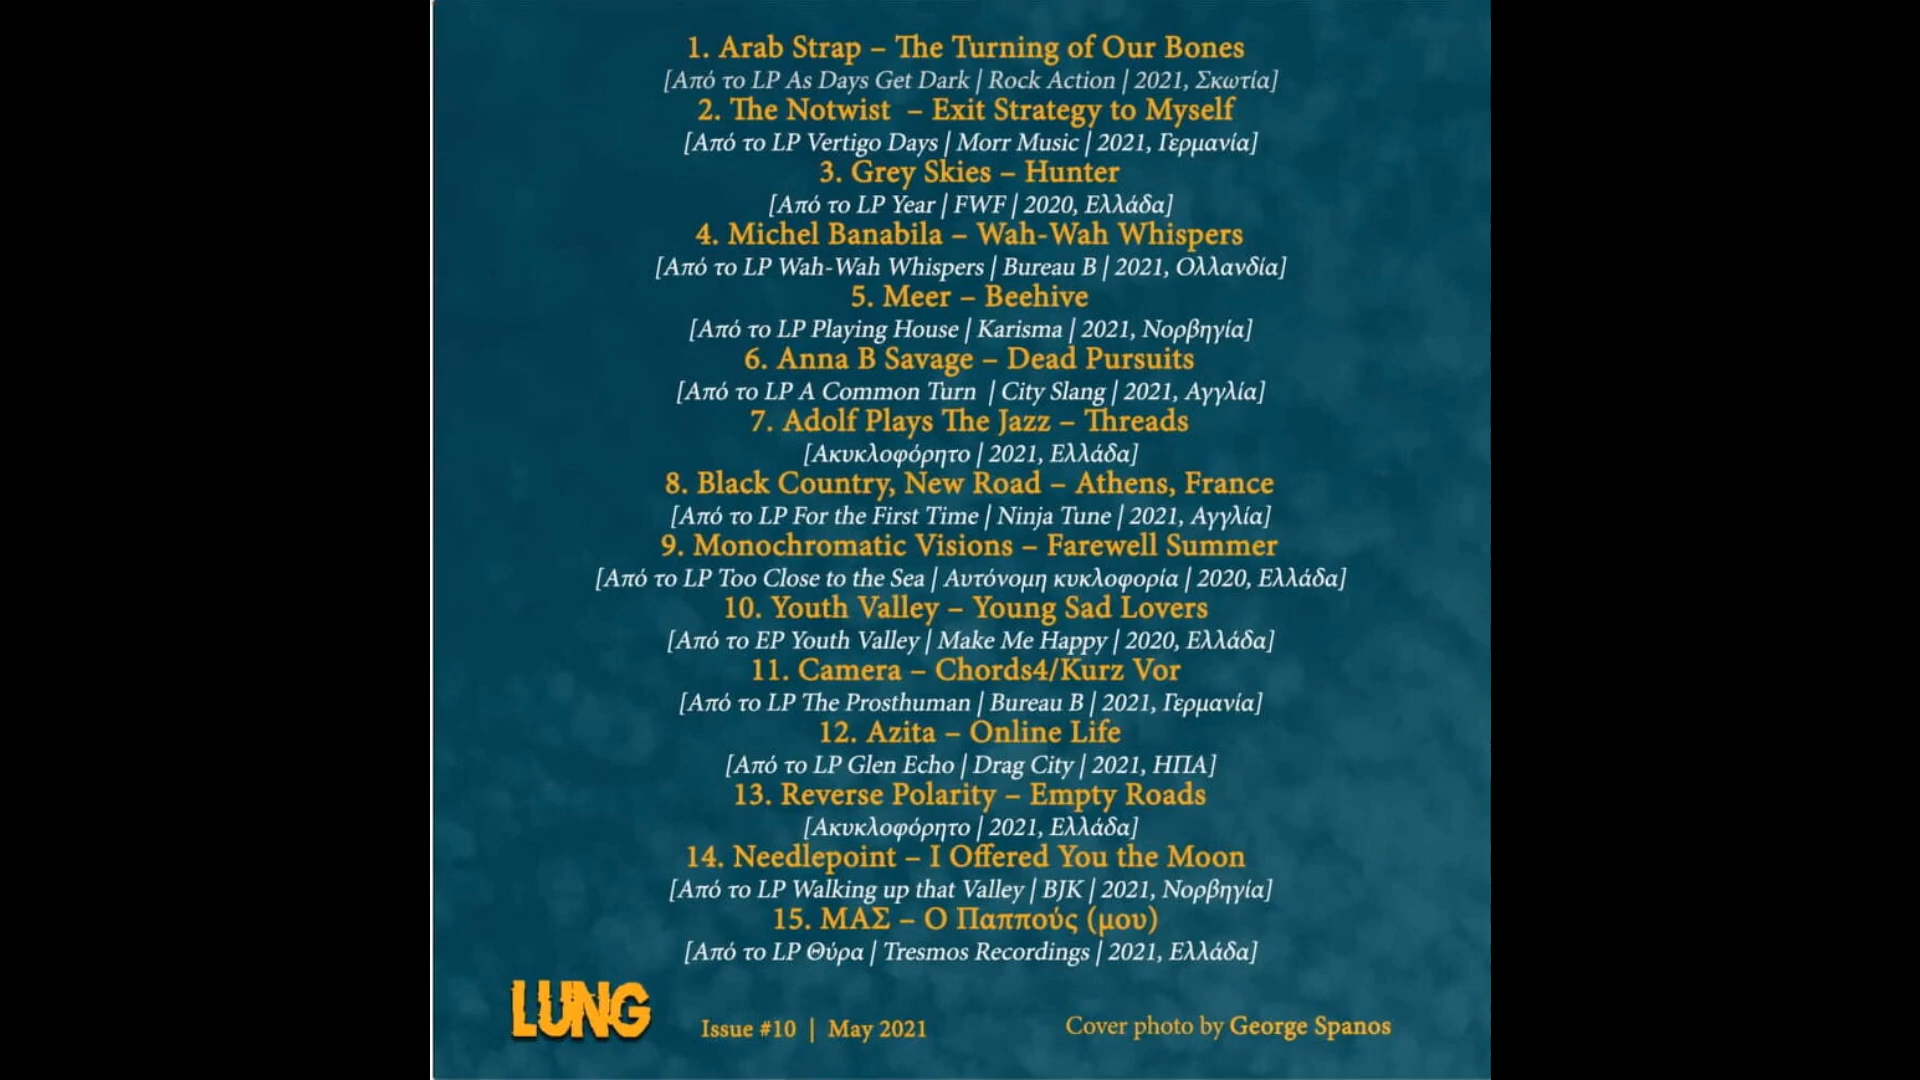 1. Arab Strap – The Turning of Our Bones
[Από το LP As Days Get Dark | Rock Action | 2021, Σκωτία]
2. The Notwist – Exit Strategy to Myself
[Από το LP Vertigo Days | Morr Music | 2021, Γερμανία]
3. Grey Skies – Hunter
[Από το LP Year | FWF | 2020, Ελλάδα]
4. Michel Banabila – Wah-Wah Whispers
[Από το LP Wah-Wah Whispers | Bureau B | 2021, Ολλανδία]
5. Meer – Beehive
[Από το LP Playing House | Karisma | 2021, Νορβηγία]
6. Anna B Savage – Dead Pursuits
[Από το LP A Common Turn | City Slang | 2021, Αγγλία]
7. Adolf Plays The Jazz – Threads
[Ακυκλοφόρητο | 2021, Ελλάδα]
8. Black Country, New Road – Athens, France
[Από το LP For the First Time | Ninja Tune | 2021, Αγγλία]
9. Monochromatic Visions – Farewell Summer
[Από το LP Too Close to the Sea | Αυτόνομη κυκλοφορία | 2020, Ελλάδα]
10. Youth Valley – Young Sad Lovers
[Από το EP Youth Valley | Make Me Happy | 2020, Ελλάδα]
11. Camera – Chords4/Kurz Vor
[Από το LP The Prosthuman | Bureau B | 2021, Γερμανία]
12. Azita – Online Life
[Από το LP Glen Echo | Drag City | 2021, ΗΠΑ]
13. Reverse Polarity – Empty Roads
[Ακυκλοφόρητο | 2021, Ελλάδα]
14. Needlepoint – I Offered You the Moon
[Από το LP Walking up that Valley | BJK | 2021, Νορβηγία]
15. ΜΑΣ – Ο Παππούς (μου)
[Από το LP Θύρα | Tresmos Recordings | 2021, Ελλάδα]
LUNG
Issue #10 | May 2021
Cover photo by George Spanos